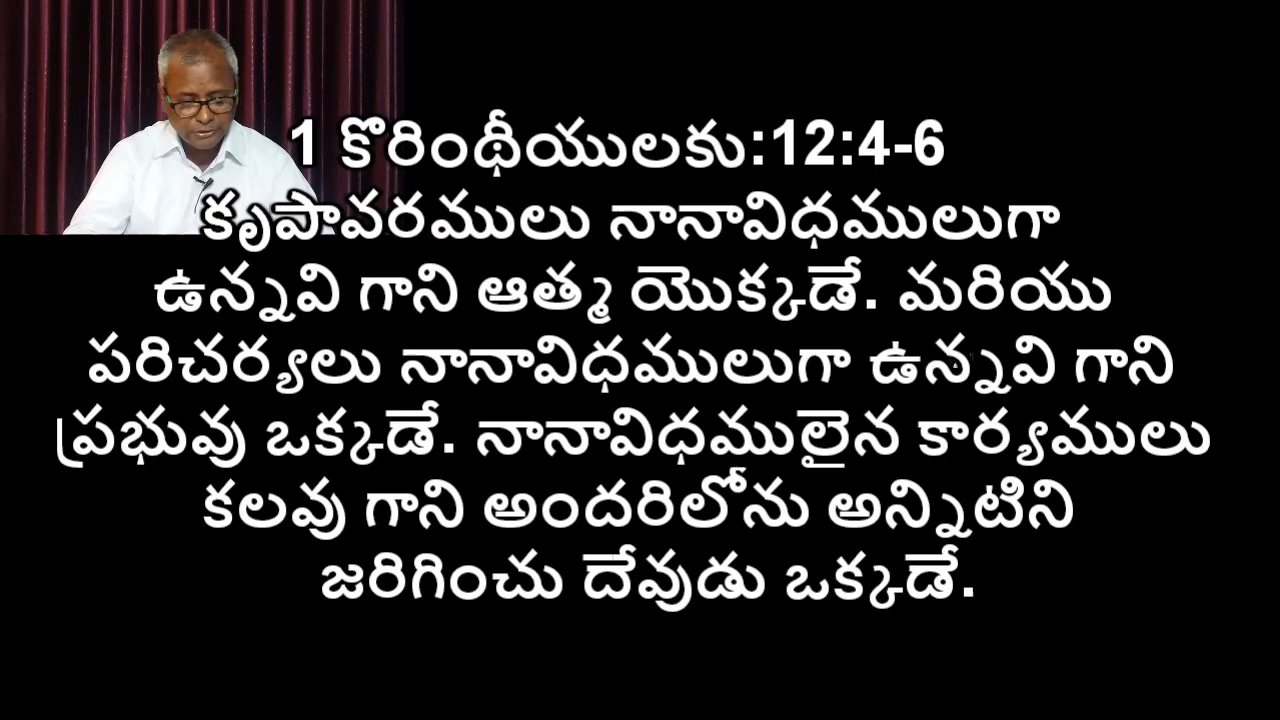 1 కొరింథీయులకు:12:4-6
కృపావరములు నానావిధములుగా
ఉన్నవి గాని ఆత్మ యొక్కడే. మరియు
పరిచర్యలు నానావిధములుగా ఉన్నవి గాని
ప్రభువు ఒక్కడే. నానావిధములైన కార్యములు
కలవు గాని అందరిలోను అన్నిటిని
జరిగించు దేవుడు ఒక్కడే.